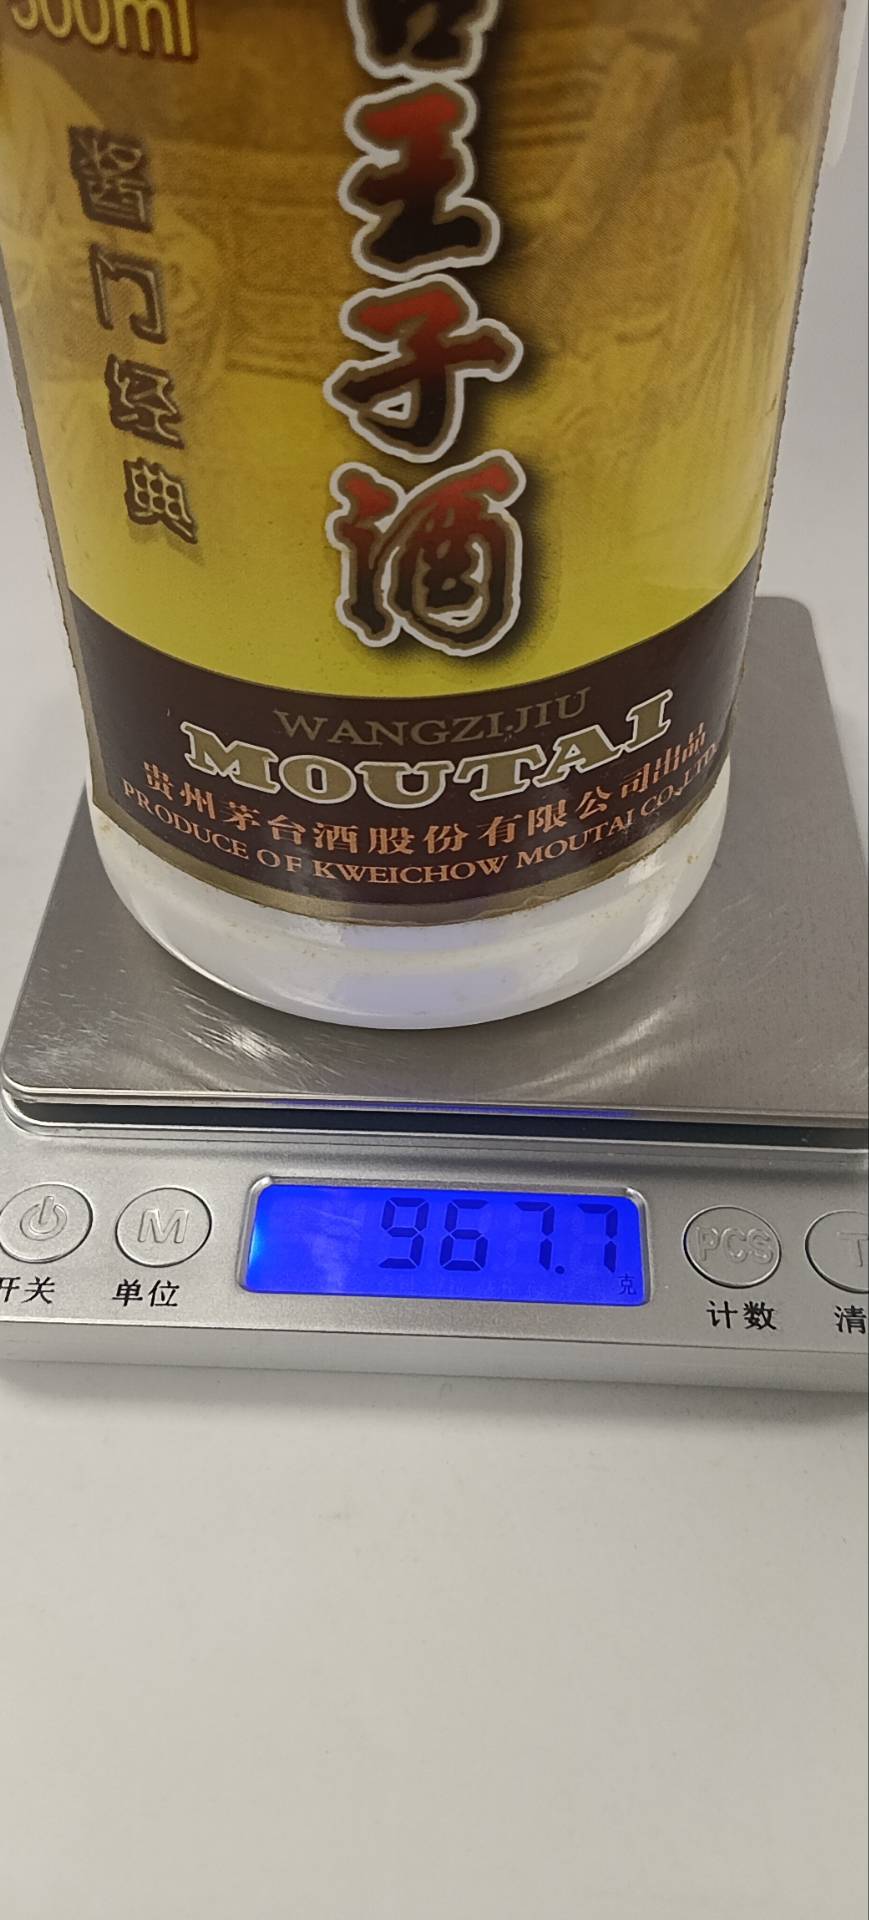 500ml
王子酒
酱门经典
WANGZIJIU
MOUTAI
贵州茅台酒股份有限公司出品
PRODUCE OF KWEICHOW MOUTAI CO.,LTD.
967.7
克
M
PCS
T
开关
单位
计数
清